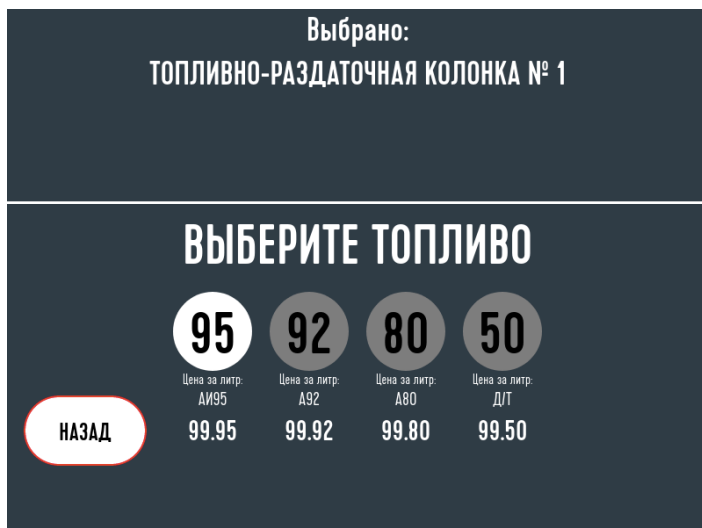 Выбрано:
ТОПЛИВНО-РАЗДАТОЧНАЯ КОЛОНКА № 1
ВЫБЕРИТЕ ТОПЛИВО
95 92 80 50
Цена за литр: Цена за литр: Цена за литр: Цена за литр:
АИ95 А92 А80 Д/Т
НАЗАД 99.95 99.92 99.80 99.50